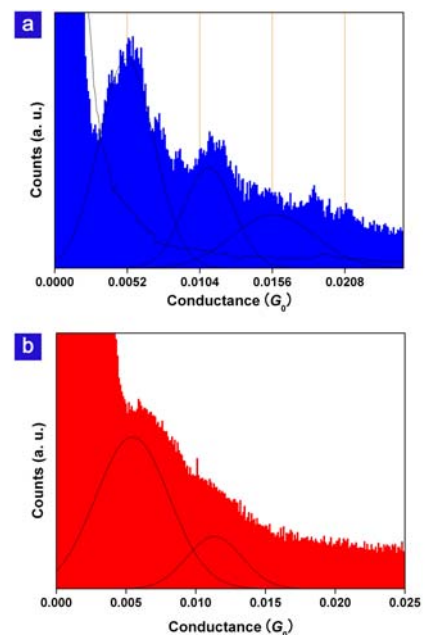 a
Counts (a. u.)
0.0000 0.0052 0.0104 0.0156 0.0208
Conductance (G₀)
b
Counts (a. u.)
0.000 0.005 0.010 0.015 0.020 0.025
Conductance (G₀)